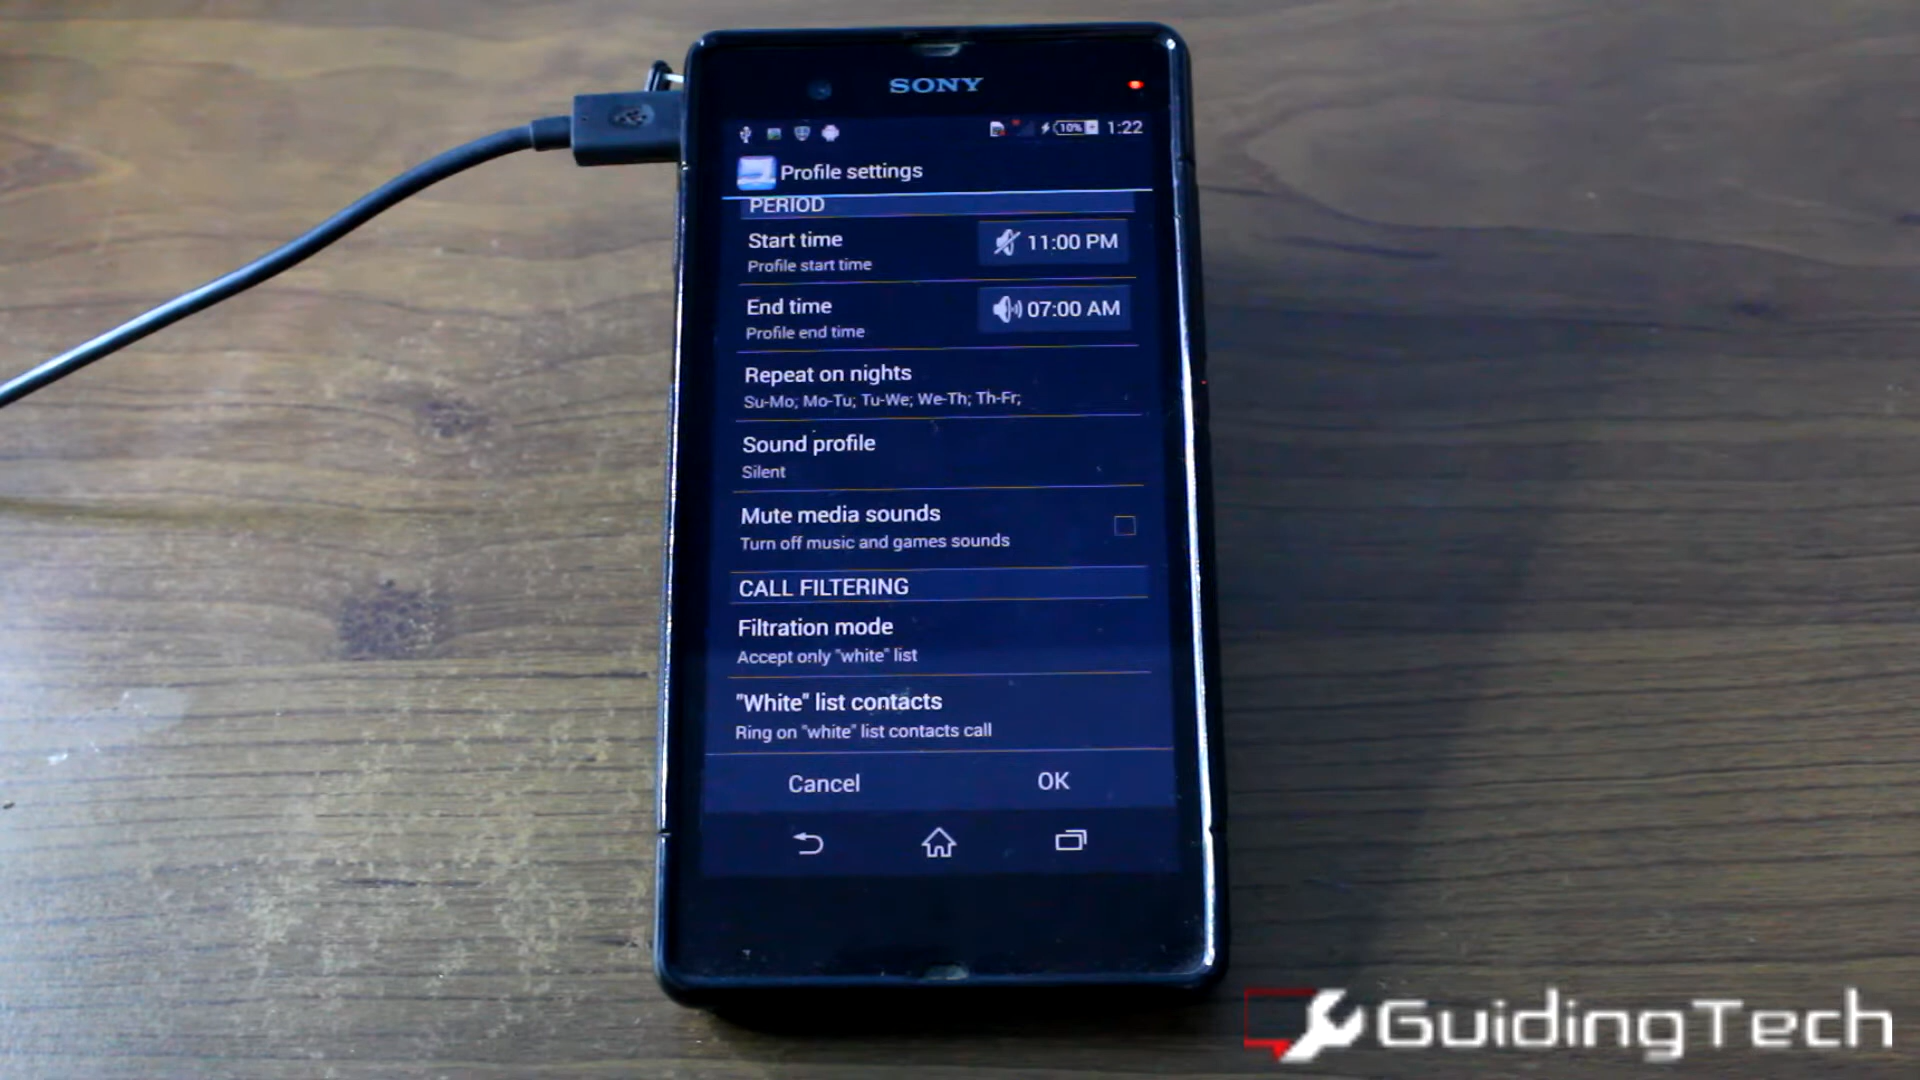 SONY
10% 1:22
Profile settings
PERIOD
Start time
11:00 PM
Profile start time
End time
07:00 AM
Profile end time
Repeat on nights
Su-Mo; Mo-Tu; Tu-We; We-Th; Th-Fr;
Sound profile
Silent
Mute media sounds
Turn off music and games sounds
CALL FILTERING
Filtration mode
Accept only "white" list
"White" list contacts
Ring on "white" list contacts call
Cancel OK
GuidingTech